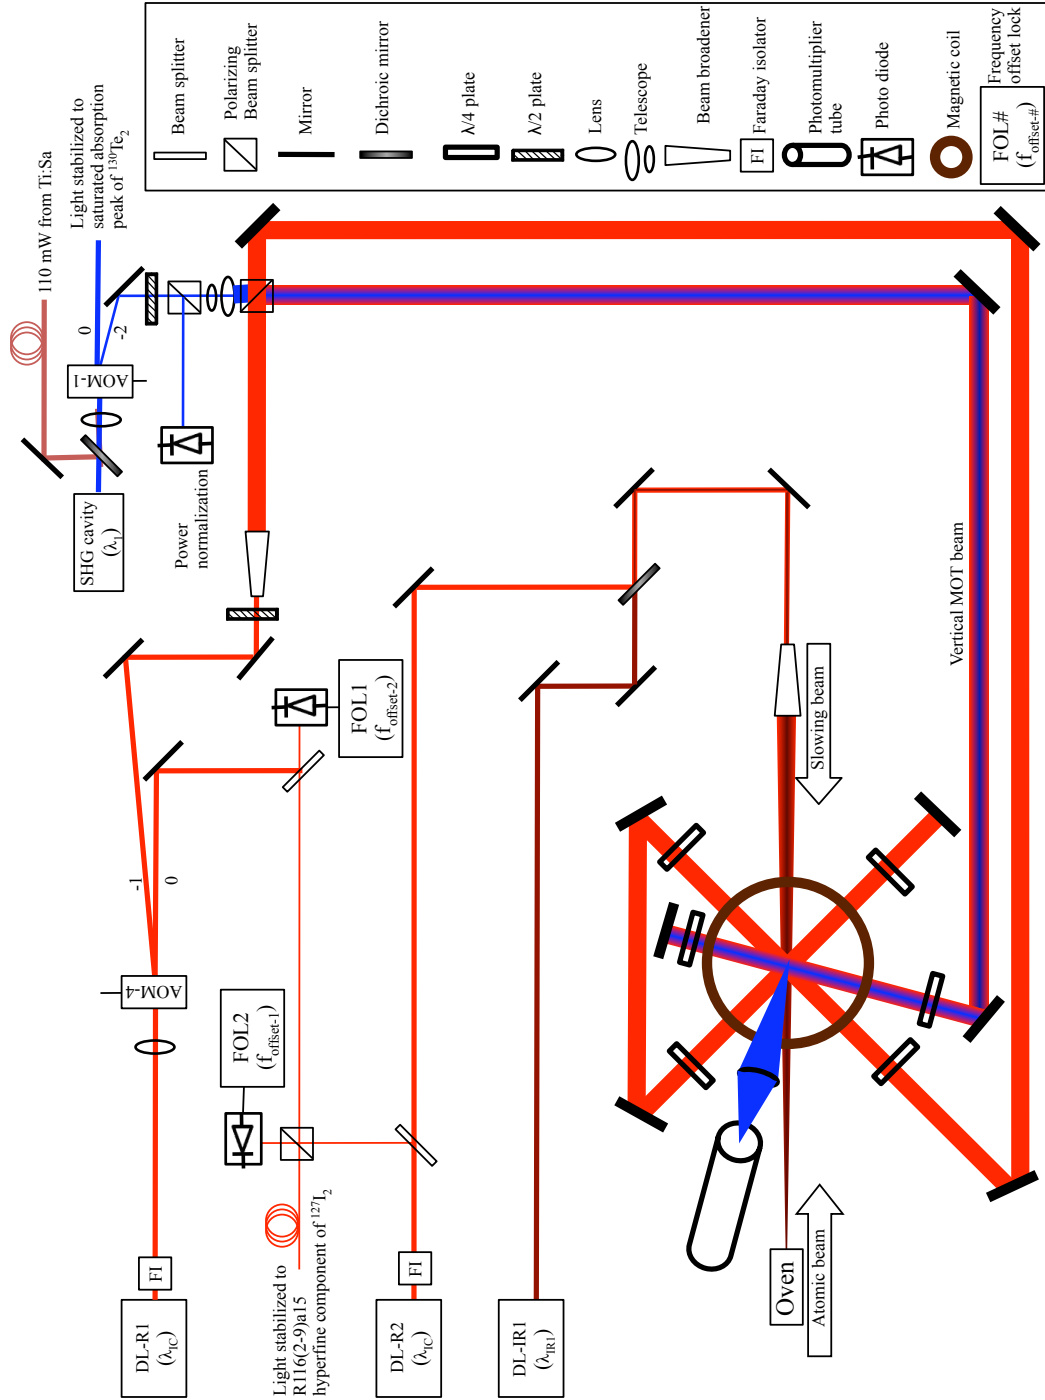 110 mW from Ti:Sa
Light stabilized to
saturated absorption
peak of ¹³⁰Te₂
0
-2
AOM-1
SHG cavity
(λ₁)
Power
normalization
-1
0
AOM-4
FI
DL-R1
(λ_IC)
FOL1
(f_offset-2)
FOL2
(f_offset-1)
Light stabilized to
R116(2-9)a15
hyperfine component of ¹²⁷I₂
FI
DL-R2
(λ_IC)
DL-IR1
(λ_IR1)
Slowing beam
Vertical MOT beam
Oven
Atomic beam
Beam splitter
Polarizing
Beam splitter
Mirror
Dichroic mirror
λ/4 plate
λ/2 plate
Lens
Telescope
Beam broadener
FI
Faraday isolator
Photomultiplier
tube
Photo diode
Magnetic coil
FOL#
(f_offset-#)
Frequency
offset lock